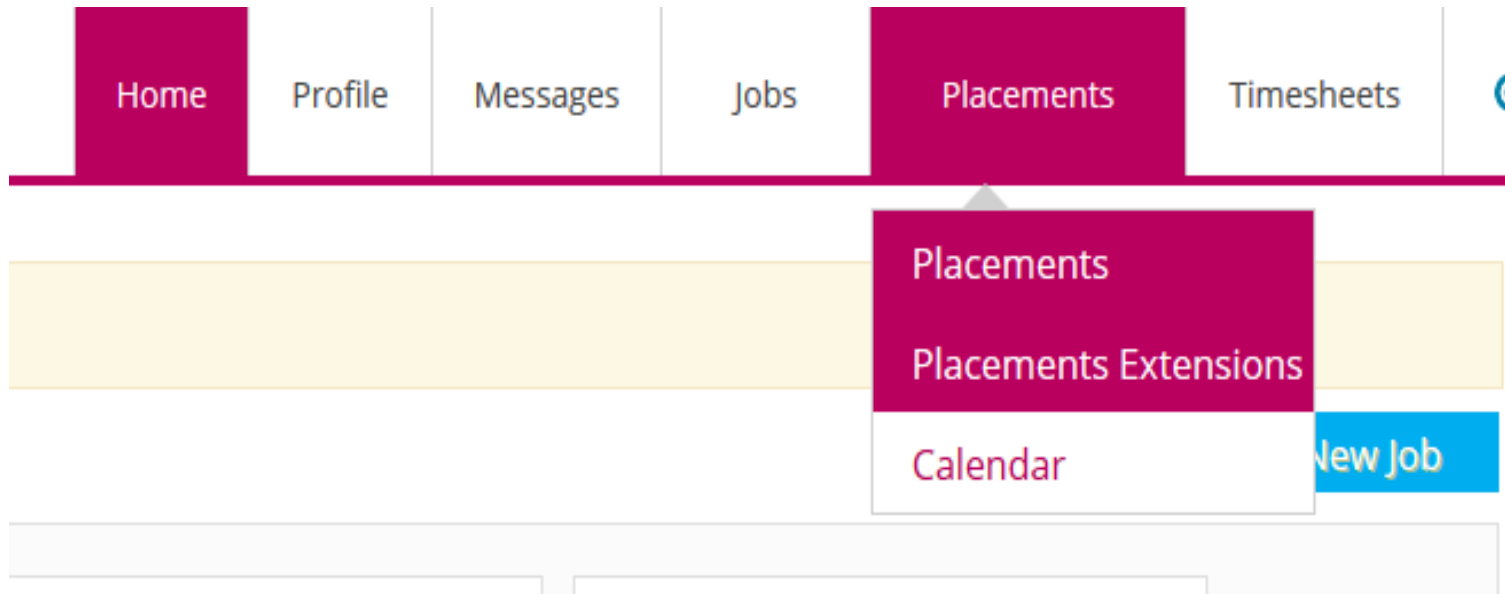 Home Profile Messages Jobs Placements Timesheets
Placements
Placements Extensions
Calendar
New Job